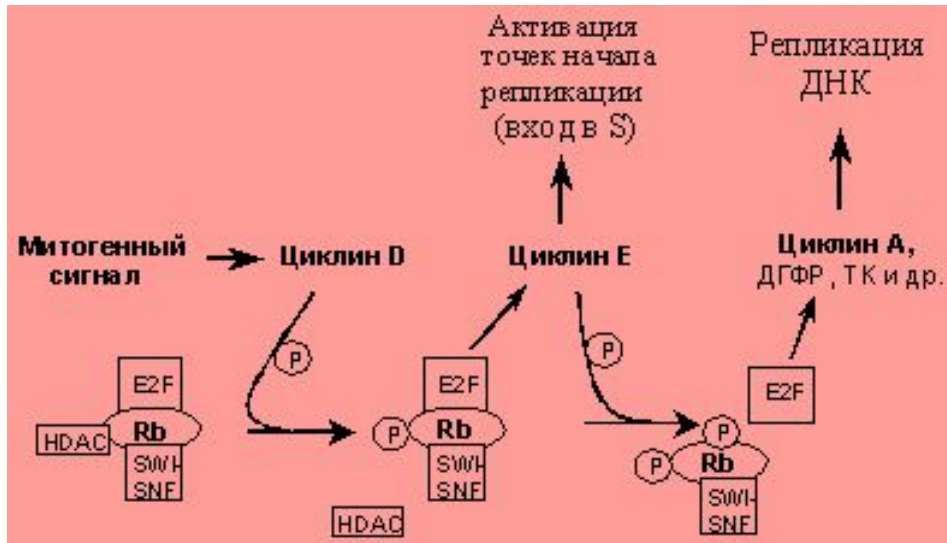 Активация
точек начала
репликации
(вход в S)
Репликация
ДНК
Митогенный
сигнал
Циклин D
Циклин E
Циклин А,
ДГФР, ТК и др.
P
P
E2F
HDAC
Rb
SWI-
SNF
E2F
P
Rb
SWI-
SNF
HDAC
E2F
P
P
Rb
SWI-
SNF